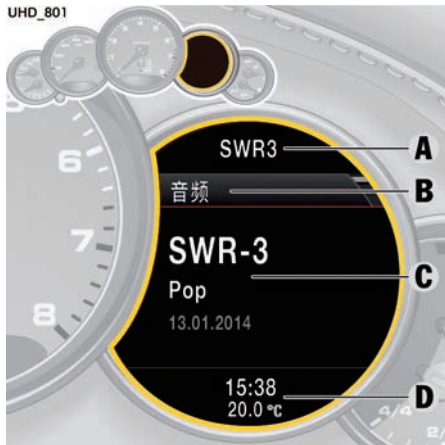 UHD_801
SWR3
A
音频
B
SWR-3
C
Pop
13.01.2014
15:38
D
20.0 °C
6
7
8
4/4